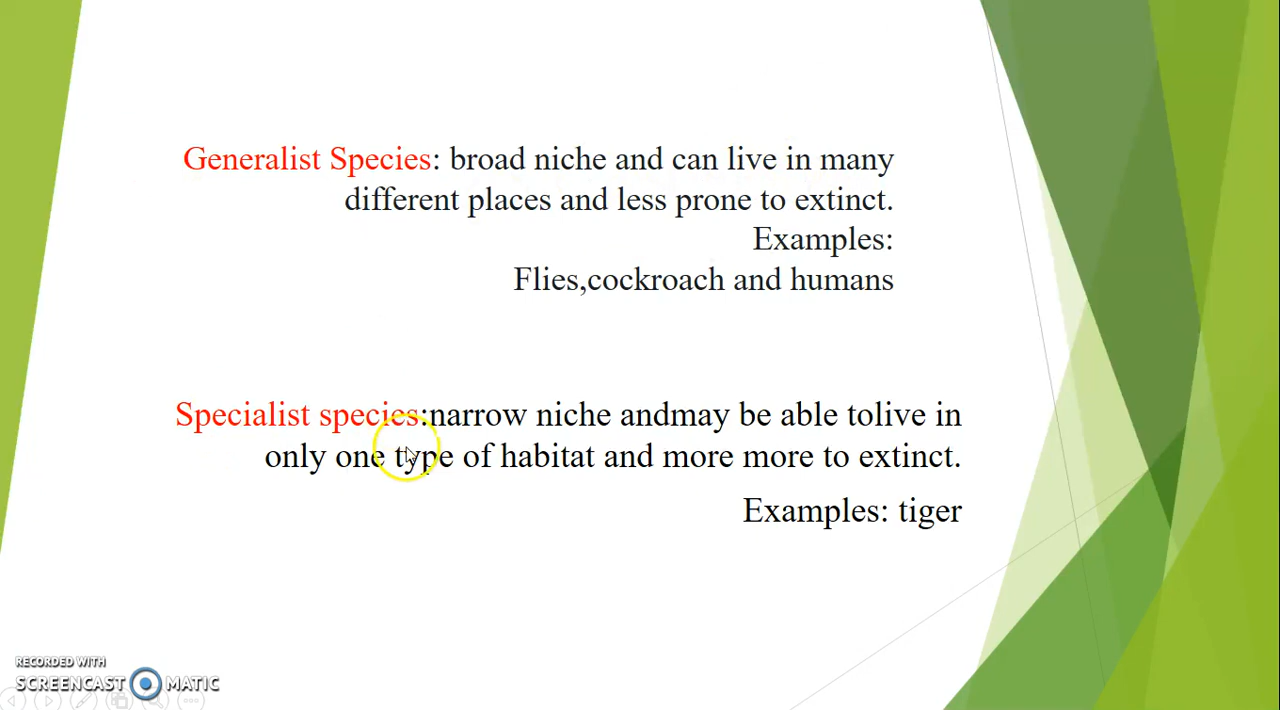 Generalist Species: broad niche and can live in many
different places and less prone to extinct.
Examples:
Flies,cockroach and humans
Specialist species:narrow niche andmay be able tolive in
only one type of habitat and more more to extinct.
Examples: tiger
RECORDED WITH
SCREENCAST MATIC